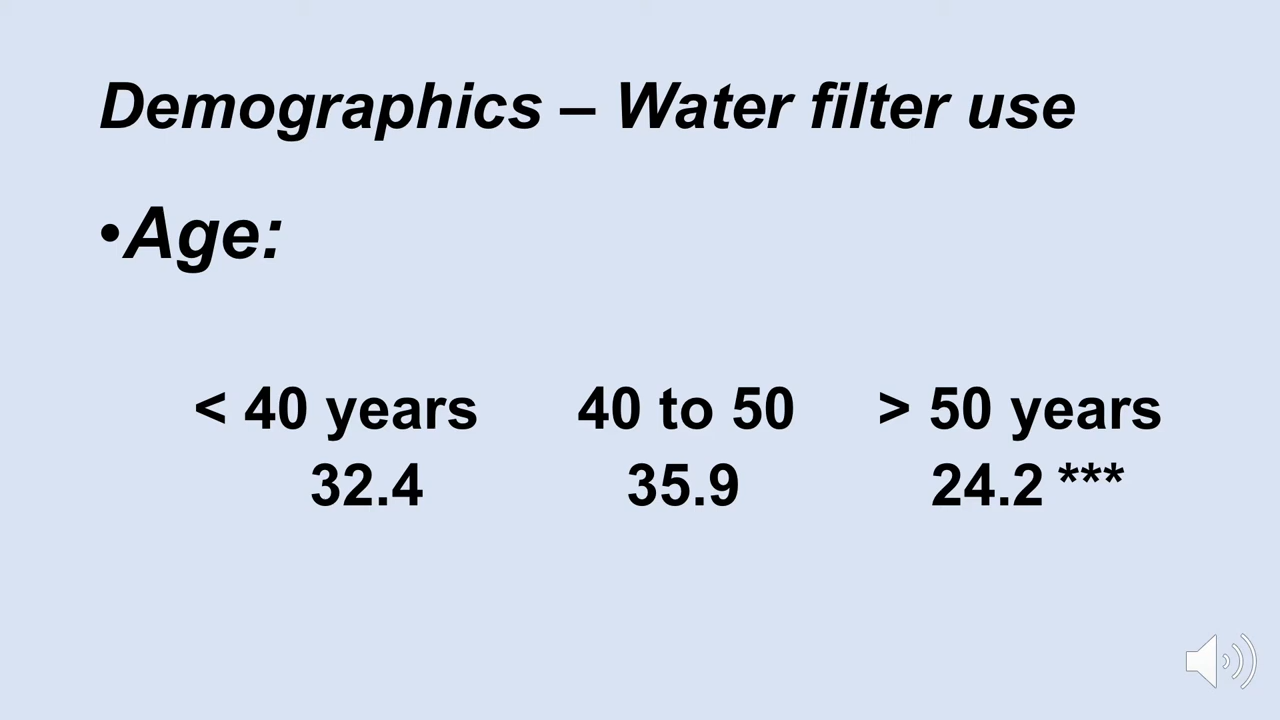 Demographics – Water filter use
•Age:
< 40 years 40 to 50 > 50 years
32.4 35.9 24.2 ***